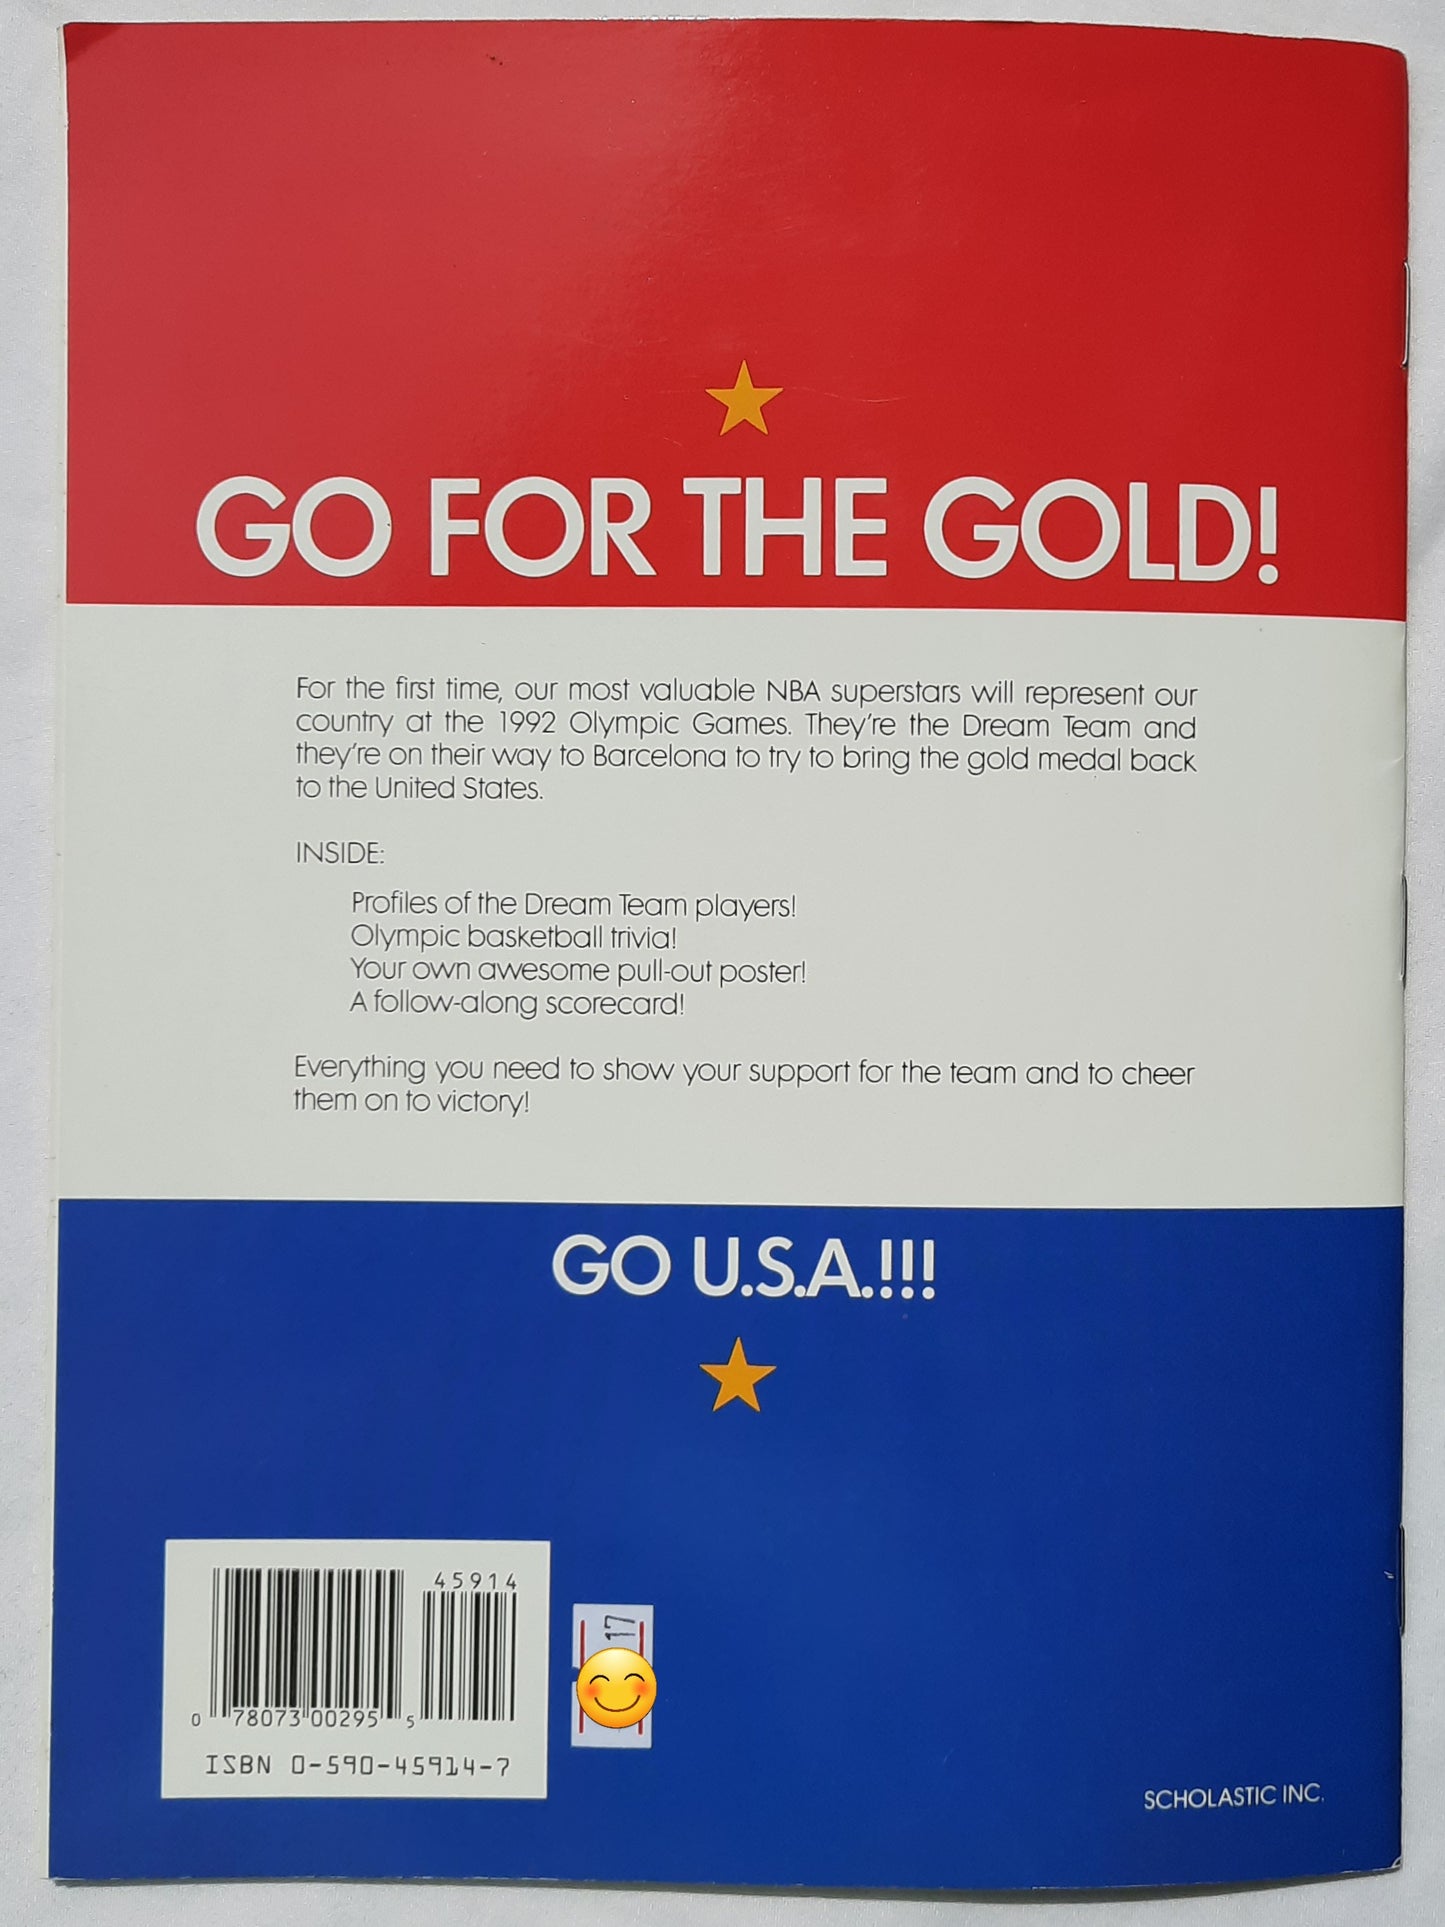 GO FOR THE GOLD!
For the first time, our most valuable NBA superstars will represent our
country at the 1992 Olympic Games. They're the Dream Team and
they're on their way to Barcelona to try to bring the gold medal back
to the United States.
INSIDE:
Profiles of the Dream Team players!
Olympic basketball trivia!
Your own awesome pull-out poster!
A follow-along scorecard!
Everything you need to show your support for the team and to cheer
them on to victory!
GO U.S.A.!!!
45914
0 78073 00295 5
ISBN 0-590-45914-7
17
SCHOLASTIC INC.